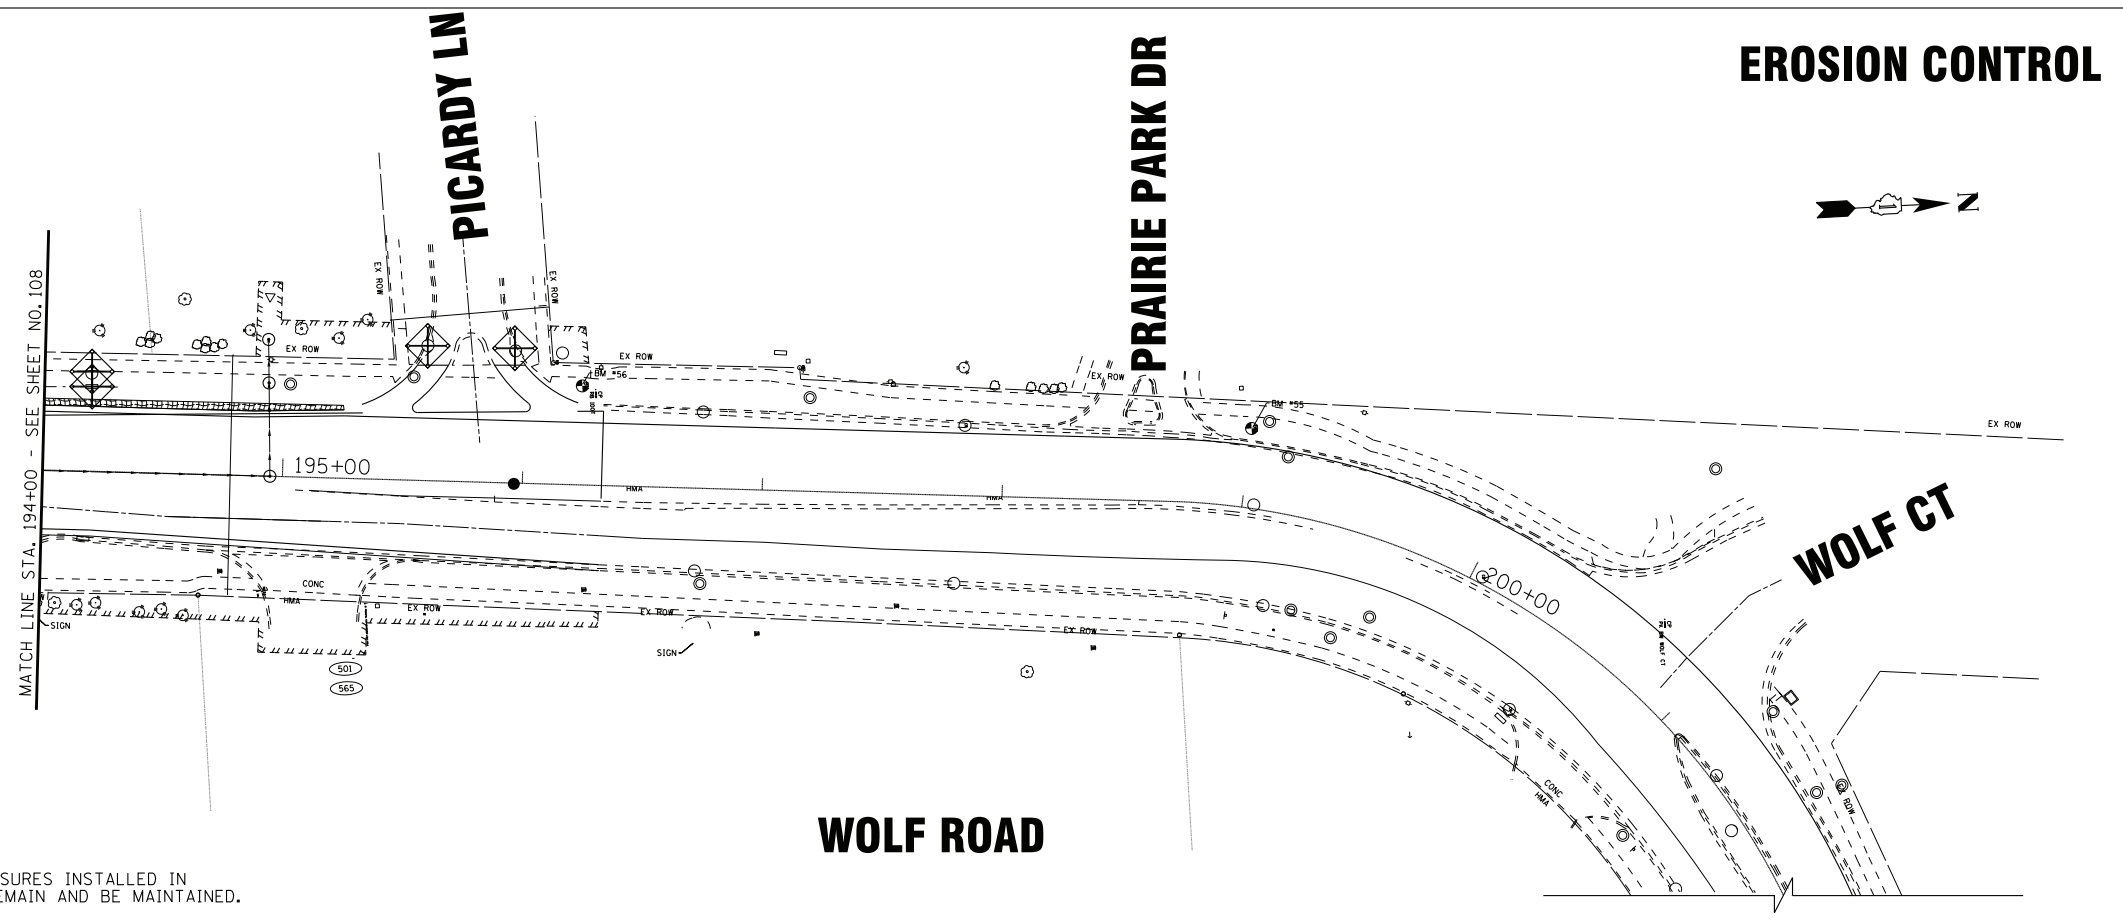 EROSION CONTROL
PICARDY LN
PRAIRIE PARK DR
N
MATCH LINE STA. 194+00 - SEE SHEET NO. 108
EX ROW
EX ROW
EX ROW
EX ROW
BM #56
EX ROW
BM #55
EX ROW
195+00
HMA
HMA
WOLF CT
200+00
CONC
HMA
EX ROW
EX ROW
EX ROW
SIGN
SIGN
501
565
WOLF CT
EX ROW
CONC
HMA
WOLF ROAD
SURES INSTALLED IN
EMAIN AND BE MAINTAINED.